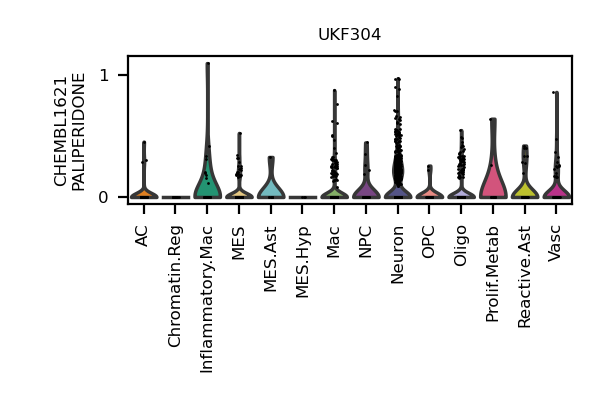 UKF304
CHEMBL1621
PALIPERIDONE
1
0
AC
Chromatin.Reg
Inflammatory.Mac
MES
MES.Ast
MES.Hyp
Mac
NPC
Neuron
OPC
Oligo
Prolif.Metab
Reactive.Ast
Vasc